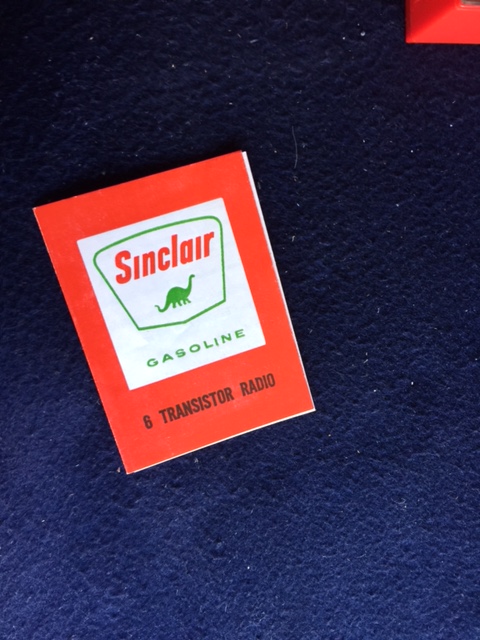 Sinclair
GASOLINE
6 TRANSISTOR RADIO